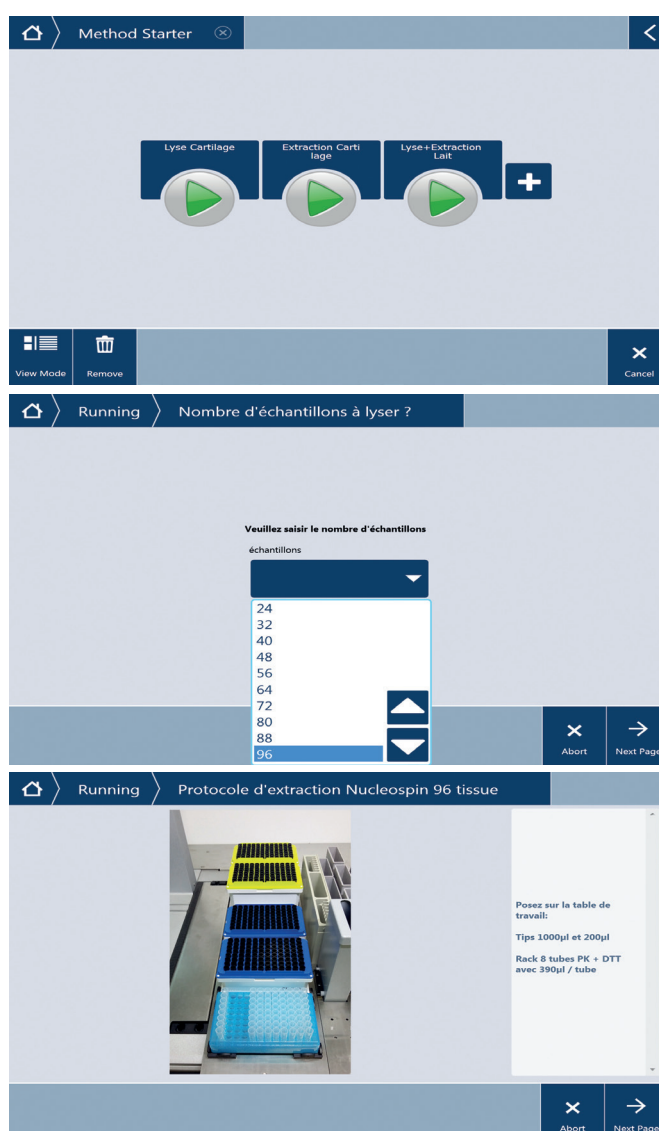 Method Starter
Lyse Cartilage
Extraction Carti
lage
Lyse+Extraction
Lait
View Mode
Remove
Cancel
Running
Nombre d'échantillons à lyser ?
Veuillez saisir le nombre d'échantillons
échantillons
24
32
40
48
56
64
72
80
88
96
Abort
Next Page
Running
Protocole d'extraction Nucleospin 96 tissue
Posez sur la table de
travail:
Tips 1000µl et 200µl
Rack 8 tubes PK + DTT
avec 390µl / tube
Abort
Next Page